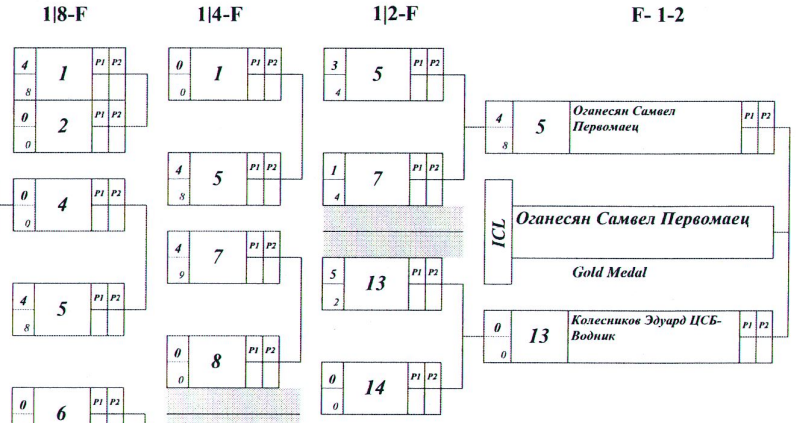 1|8-F 1|4-F 1|2-F F- 1-2
4 1 P1 P2
8
0 2 P1 P2
0
0 4 P1 P2
0
4 5 P1 P2
8
0 6 P1 P2
0 1 P1 P2
0
4 5 P1 P2
8
4 7 P1 P2
9
0 8 P1 P2
0
3 5 P1 P2
4
1 7 P1 P2
4
5 13 P1 P2
2
0 14 P1 P2
0
4 5 Оганесян Самвел P1 P2
8 Первомаец
ICL Оганесян Самвел Первомаец
Gold Medal
0 13 Колесников Эдуард ЦСБ- P1 P2
0 Водник